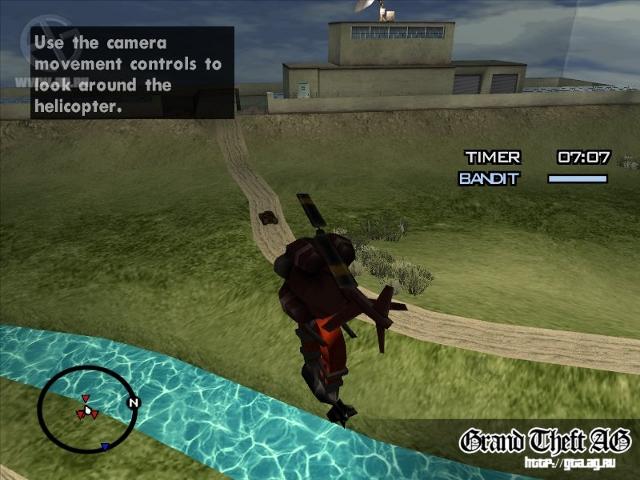 Use the camera
movement controls to
look around the
helicopter.
TIMER 07:07
BANDIT
N
Grand Theft AG
http://gta.ag.ru